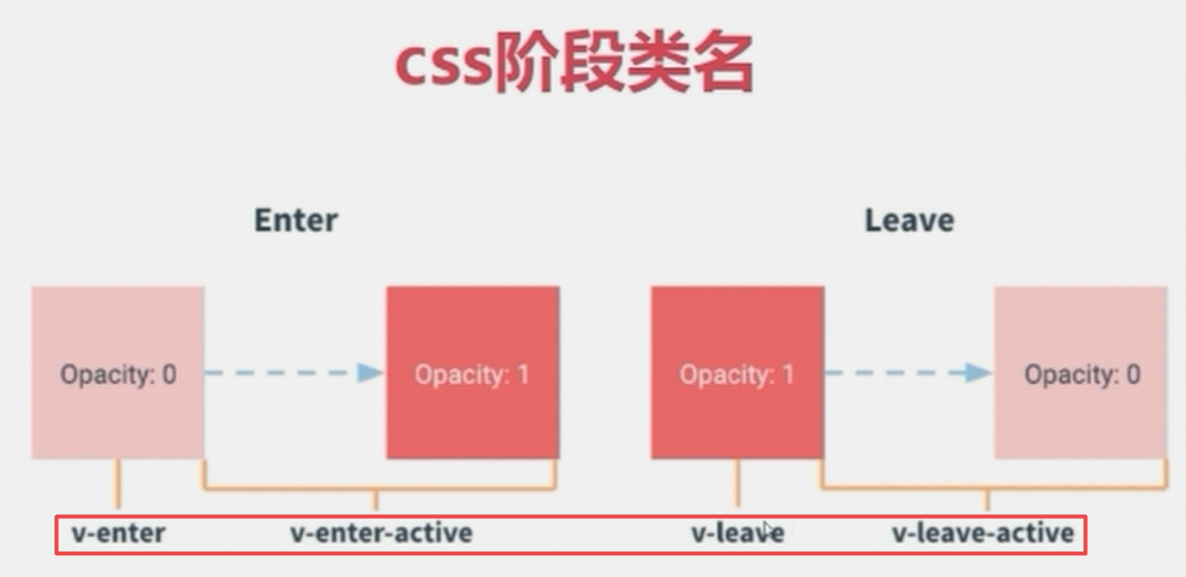 css阶段类名
Enter
Leave
Opacity: 0
Opacity: 1
Opacity: 1
Opacity: 0
v-enter
v-enter-active
v-leave
v-leave-active